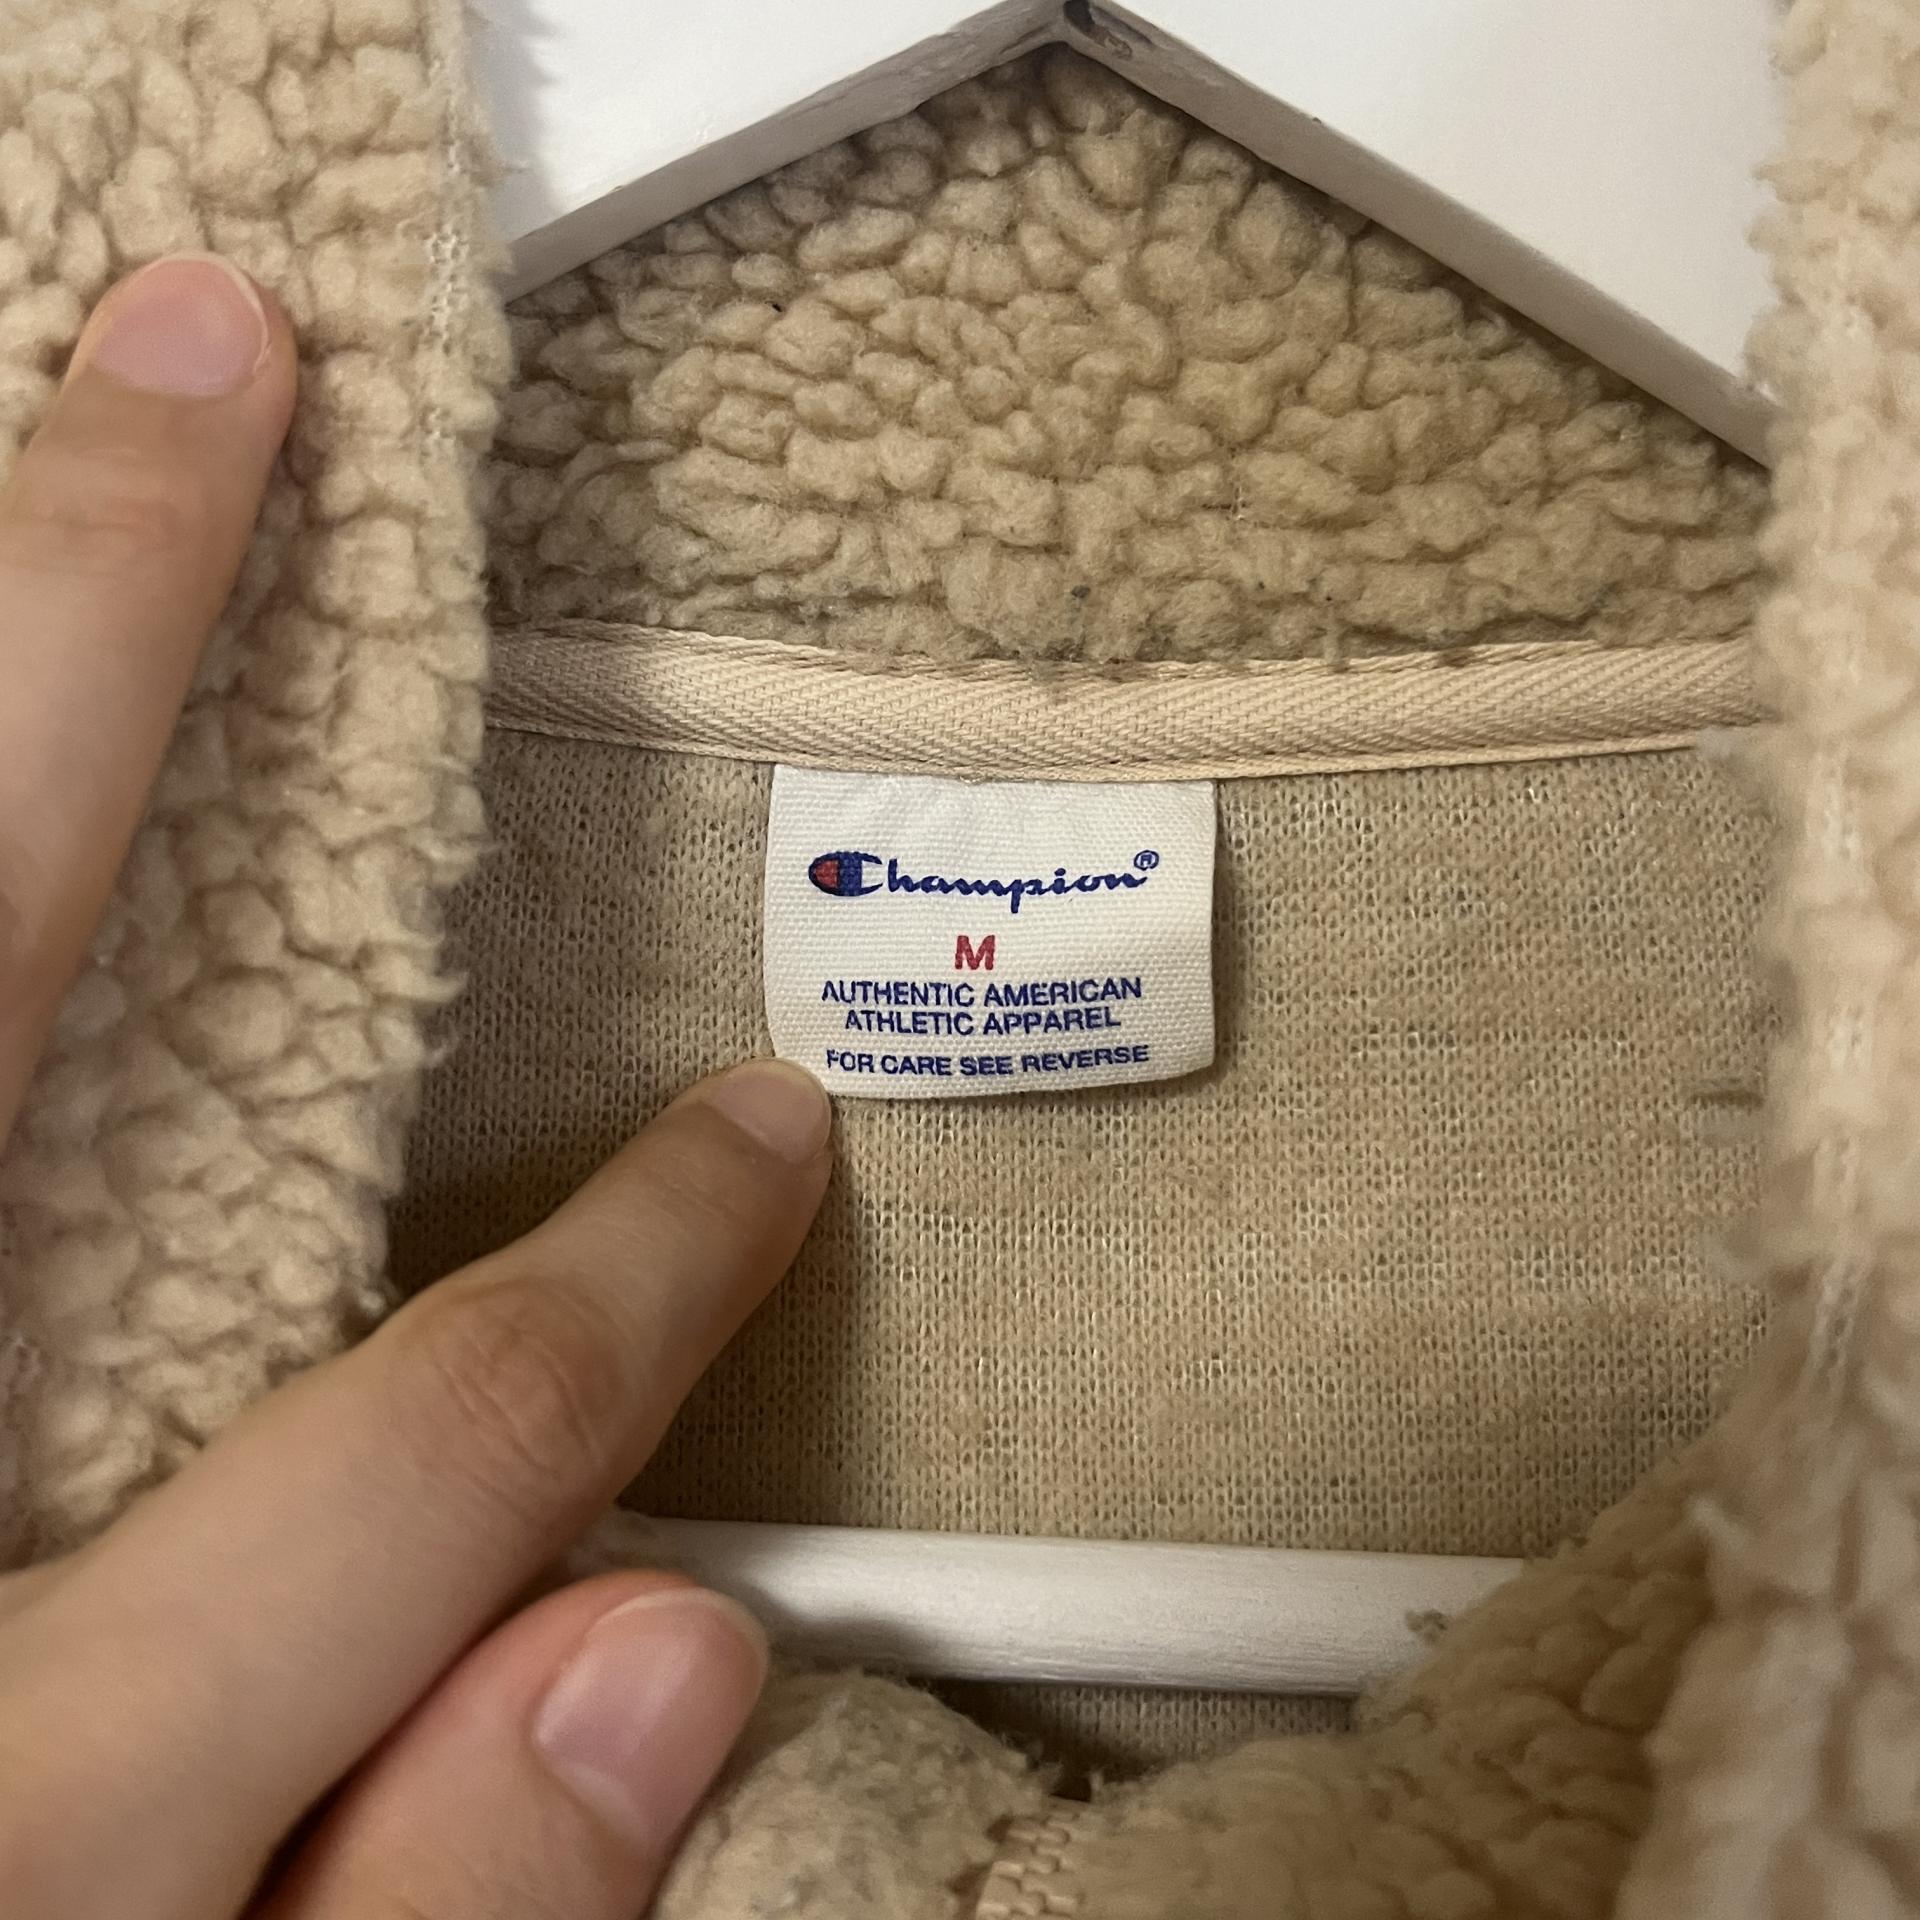 Champion®
M
AUTHENTIC AMERICAN
ATHLETIC APPAREL
FOR CARE SEE REVERSE